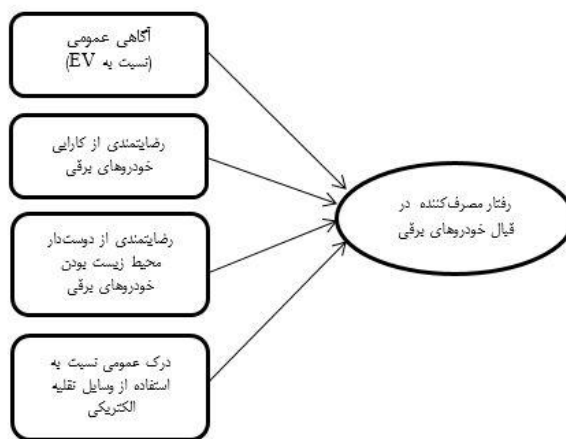 آگاهی عمومی
(نسبت به EV)
رضایتمندی از کارایی
خودروهای برقی
رضایتمندی از دوست‌دار
محیط زیست بودن
خودروهای برقی
درک عمومی نسبت به
استفاده از وسایل نقلیه
الکتریکی
رفتار مصرف‌کننده در
قبال خودروهای برقی